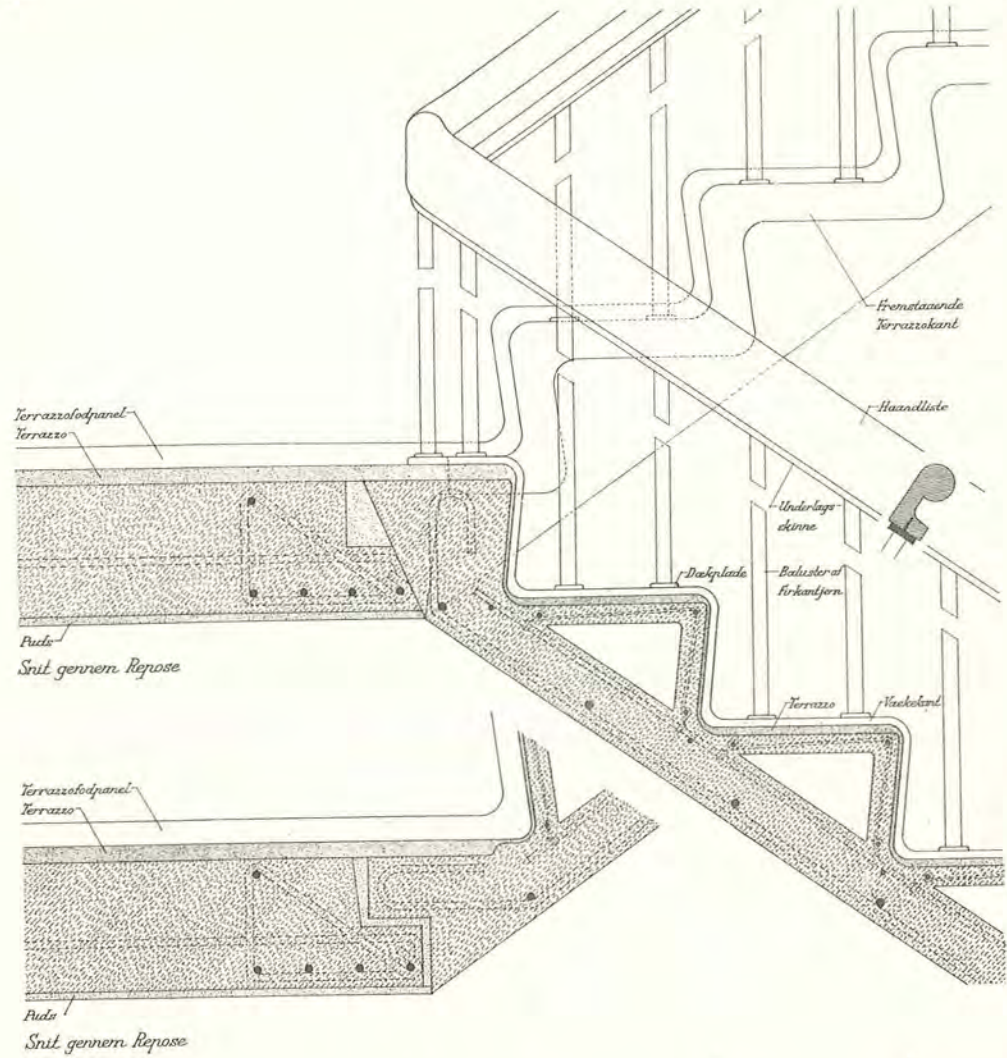 Fremstaaende
Terrazzokant
Haandliste
Terrazzofodpanel
Terrazzo
Underlags-
skinne
Dækplade
Baluster af
Firkantjern
Puds
Snit gennem Repose
Terrazzo
Vaskekant
Terrazzofodpanel
Terrazzo
Puds
Snit gennem Repose